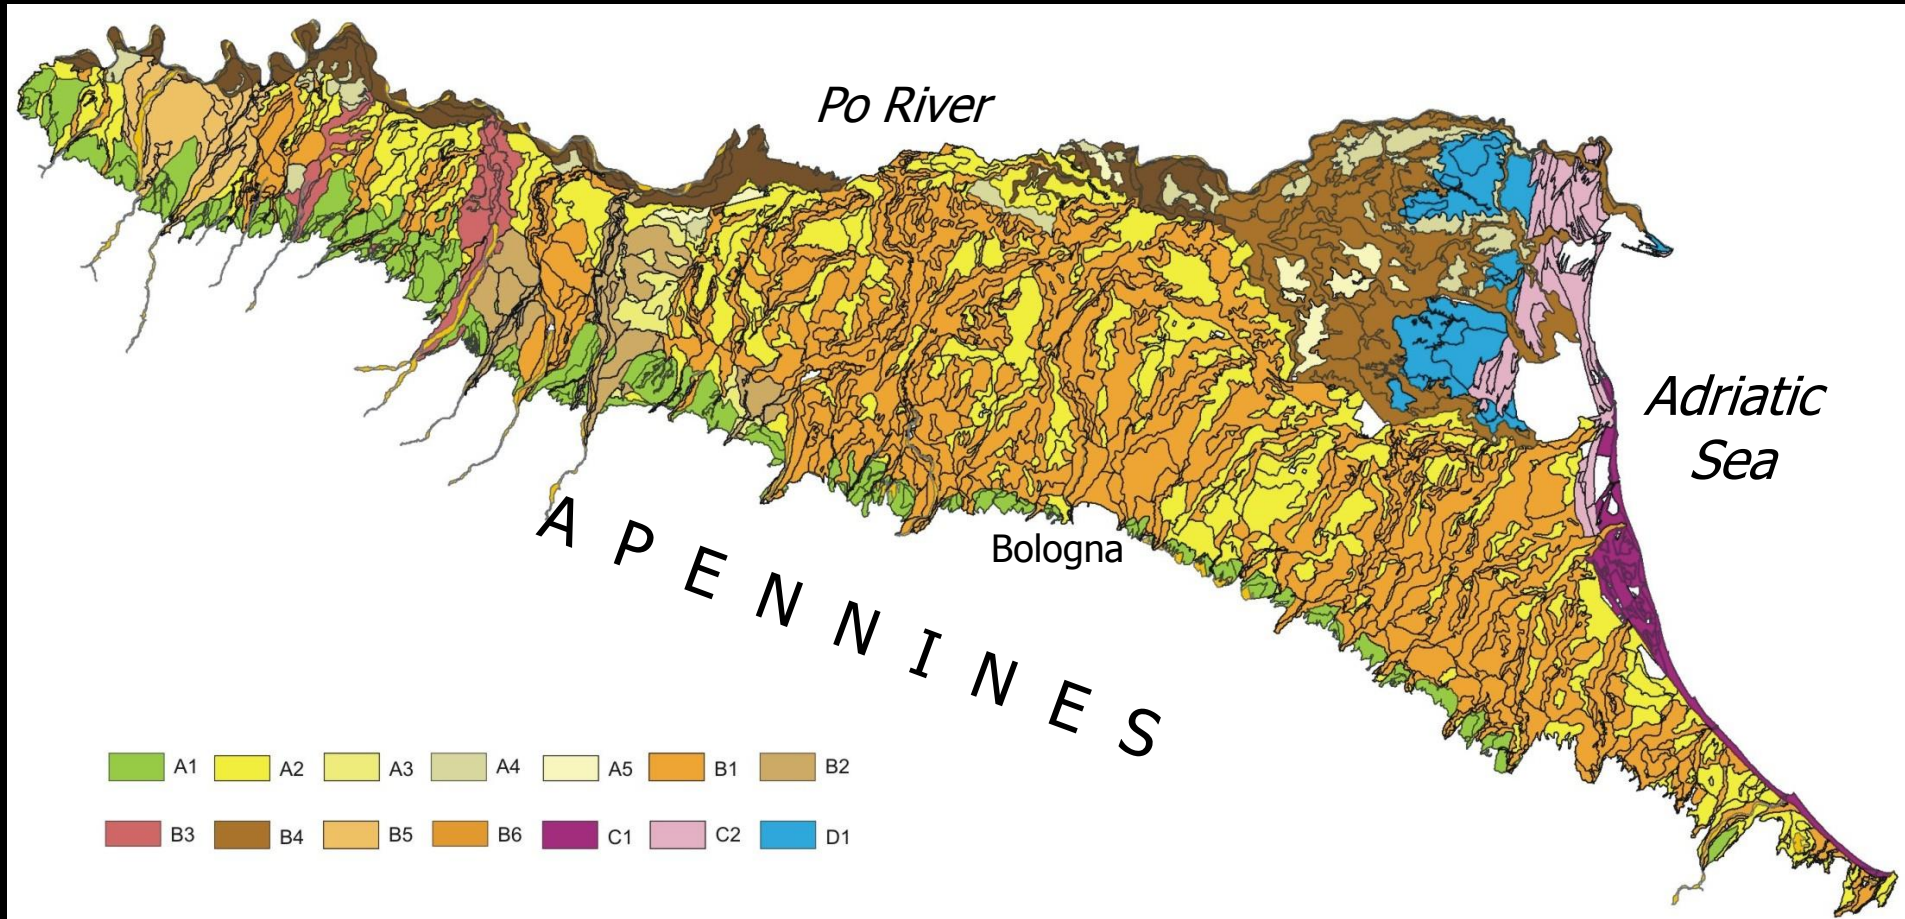 Po River
Adriatic
Sea
APENNINES
Bologna
A1 A2 A3 A4 A5 B1 B2
B3 B4 B5 B6 C1 C2 D1